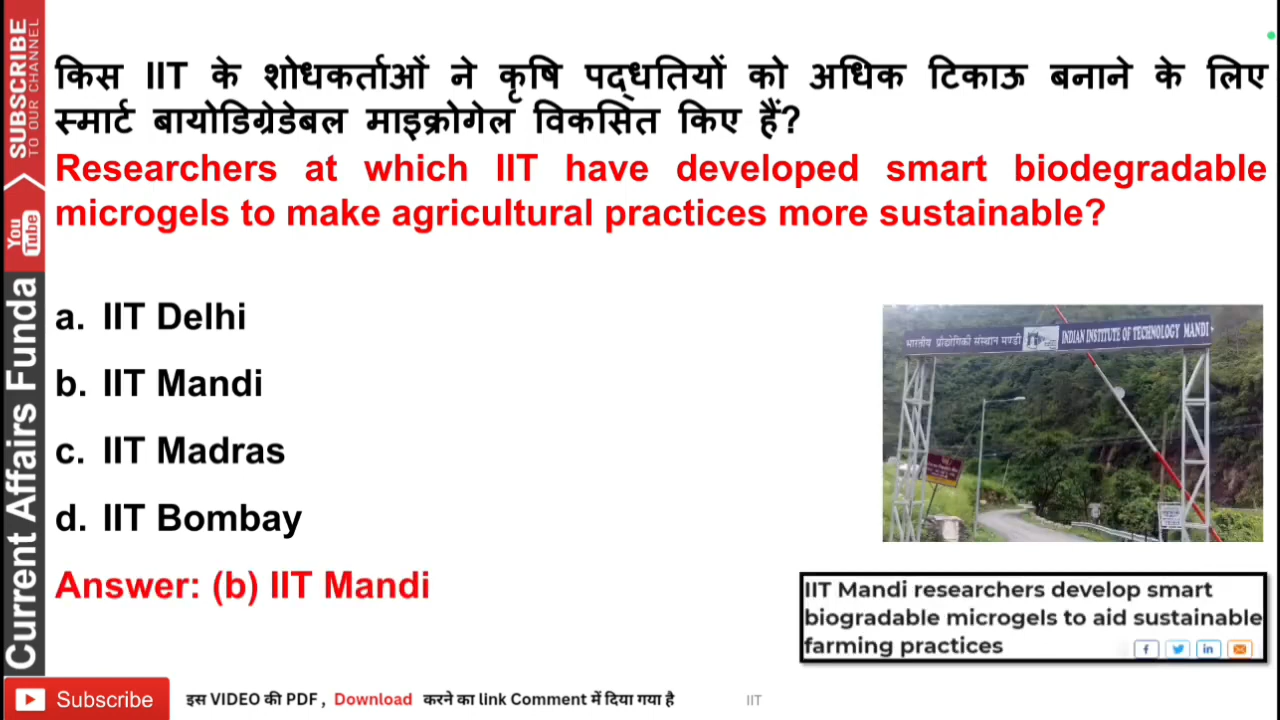 किस IIT के शोधकर्ताओं ने कृषि पद्धतियों को अधिक टिकाऊ बनाने के लिए
स्मार्ट बायोडिग्रेडेबल माइक्रोगेल विकसित किए हैं?
Researchers at which IIT have developed smart biodegradable
microgels to make agricultural practices more sustainable?
a. IIT Delhi
b. IIT Mandi
c. IIT Madras
d. IIT Bombay
Answer: (b) IIT Mandi
भारतीय प्रौद्योगिकी संस्थान मण्डी
INDIAN INSTITUTE OF TECHNOLOGY MANDI
IIT Mandi researchers develop smart
biogradable microgels to aid sustainable
farming practices
SUBSCRIBE
TO OUR CHANNEL
You
Tube
Current Affairs Funda
Subscribe
इस VIDEO की PDF , Download करने का link Comment में दिया गया है
IIT